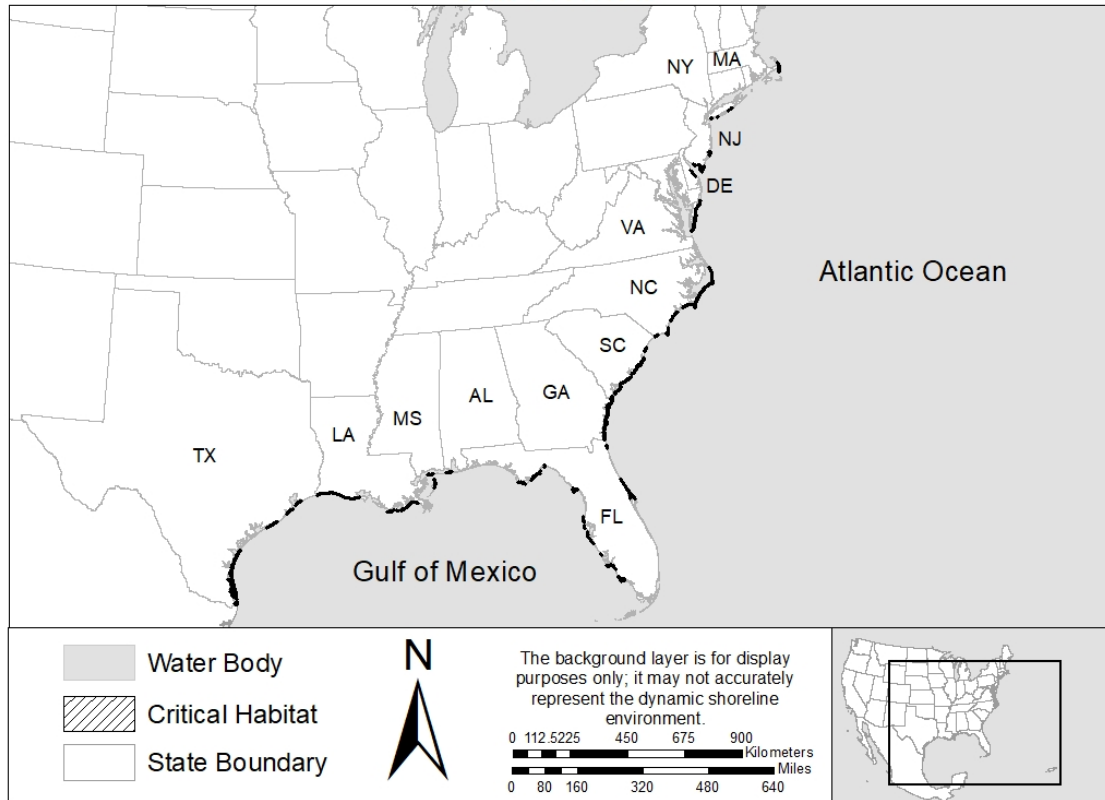 NY
MA
NJ
DE
VA
Atlantic Ocean
NC
SC
GA
AL
MS
LA
TX
FL
Gulf of Mexico
Water Body
Critical Habitat
State Boundary
N
The background layer is for display
purposes only; it may not accurately
represent the dynamic shoreline
environment.
0 112.5225 450 675 900
Kilometers
Miles
0 80 160 320 480 640